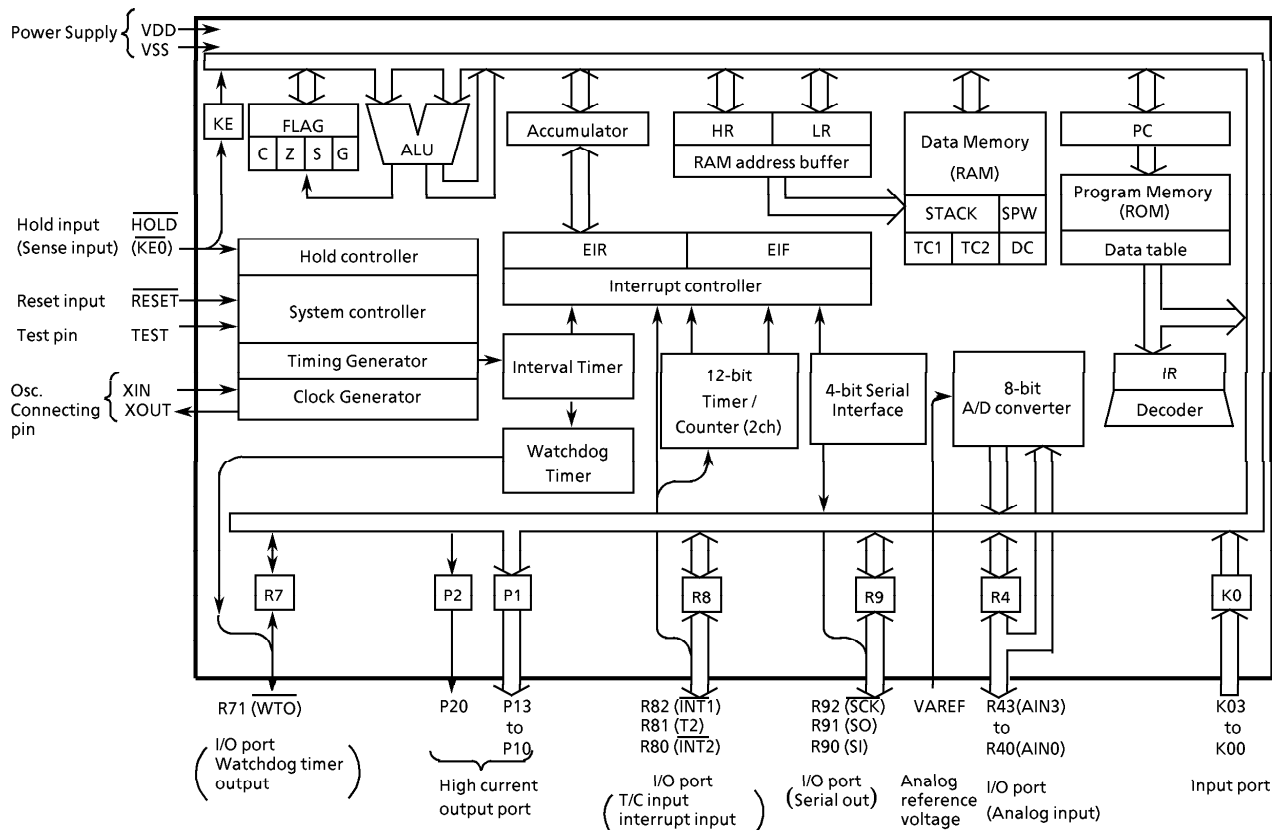 Power Supply
VDD
VSS
KE
FLAG
C Z S G
ALU
Accumulator
HR LR
RAM address buffer
Data Memory
(RAM)
STACK SPW
TC1 TC2 DC
PC
Program Memory
(ROM)
Data table
Hold input HOLD
(Sense input) (KE0)
Reset input RESET
Test pin TEST
Osc.
Connecting
pin
XIN
XOUT
Hold controller
System controller
Timing Generator
Clock Generator
EIR EIF
Interrupt controller
Interval Timer
Watchdog
Timer
12-bit
Timer /
Counter (2ch)
4-bit Serial
Interface
8-bit
A/D converter
IR
Decoder
R7
P2
P1
R8
R9
R4
K0
R71 (WTO)
I/O port
Watchdog timer
output
P20
P13
to
P10
High current
output port
R82 (INT1)
R81 (T2)
R80 (INT2)
I/O port
(T/C input
interrupt input)
R92 (SCK)
R91 (SO)
R90 (SI)
I/O port
(Serial out)
VAREF
Analog
reference
voltage
R43(AIN3)
to
R40(AIN0)
I/O port
(Analog input)
K03
to
K00
Input port